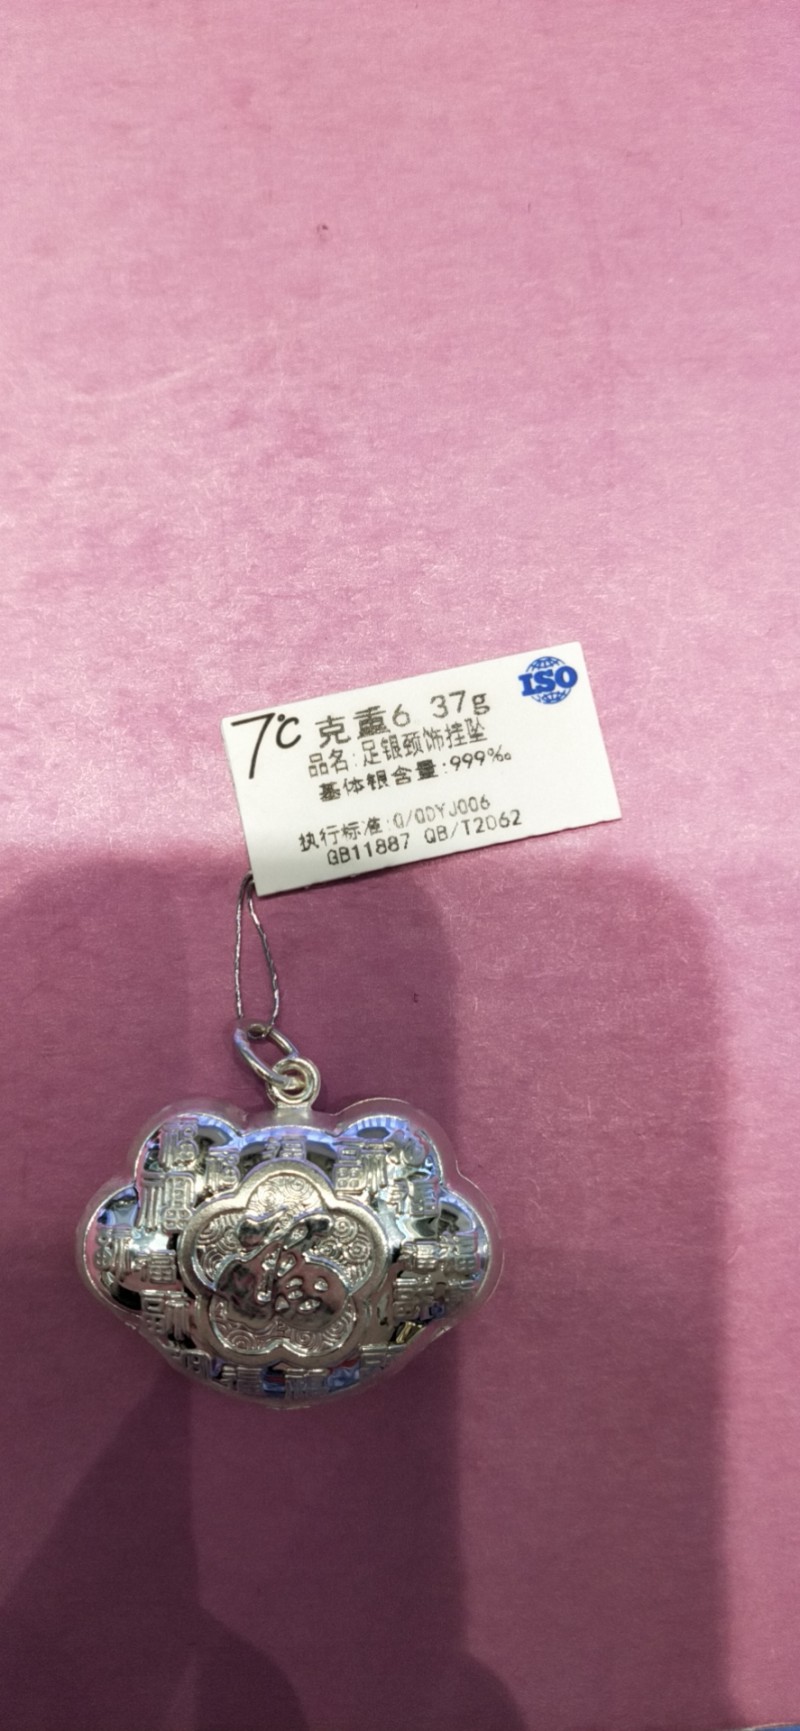 ISO
7℃ 克重6 37g
品名:足银颈饰挂坠
基体银含量:999‰
执行标准:Q/QDYJ006
GB11887 QB/T2062
福